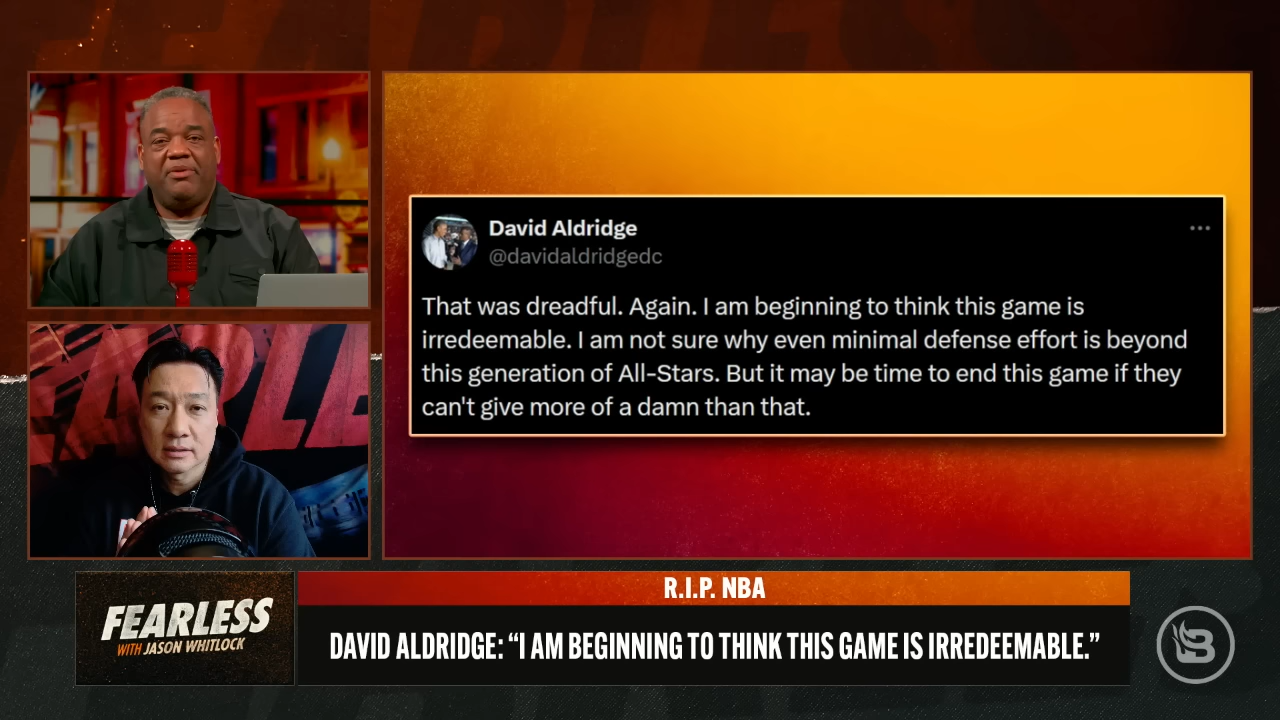 David Aldridge
@davidaldridgedc
That was dreadful. Again. I am beginning to think this game is
irredeemable. I am not sure why even minimal defense effort is beyond
this generation of All-Stars. But it may be time to end this game if they
can't give more of a damn than that.
R.I.P. NBA
FEARLESS
WITH JASON WHITLOCK
DAVID ALDRIDGE: “I AM BEGINNING TO THINK THIS GAME IS IRREDEEMABLE.”
B